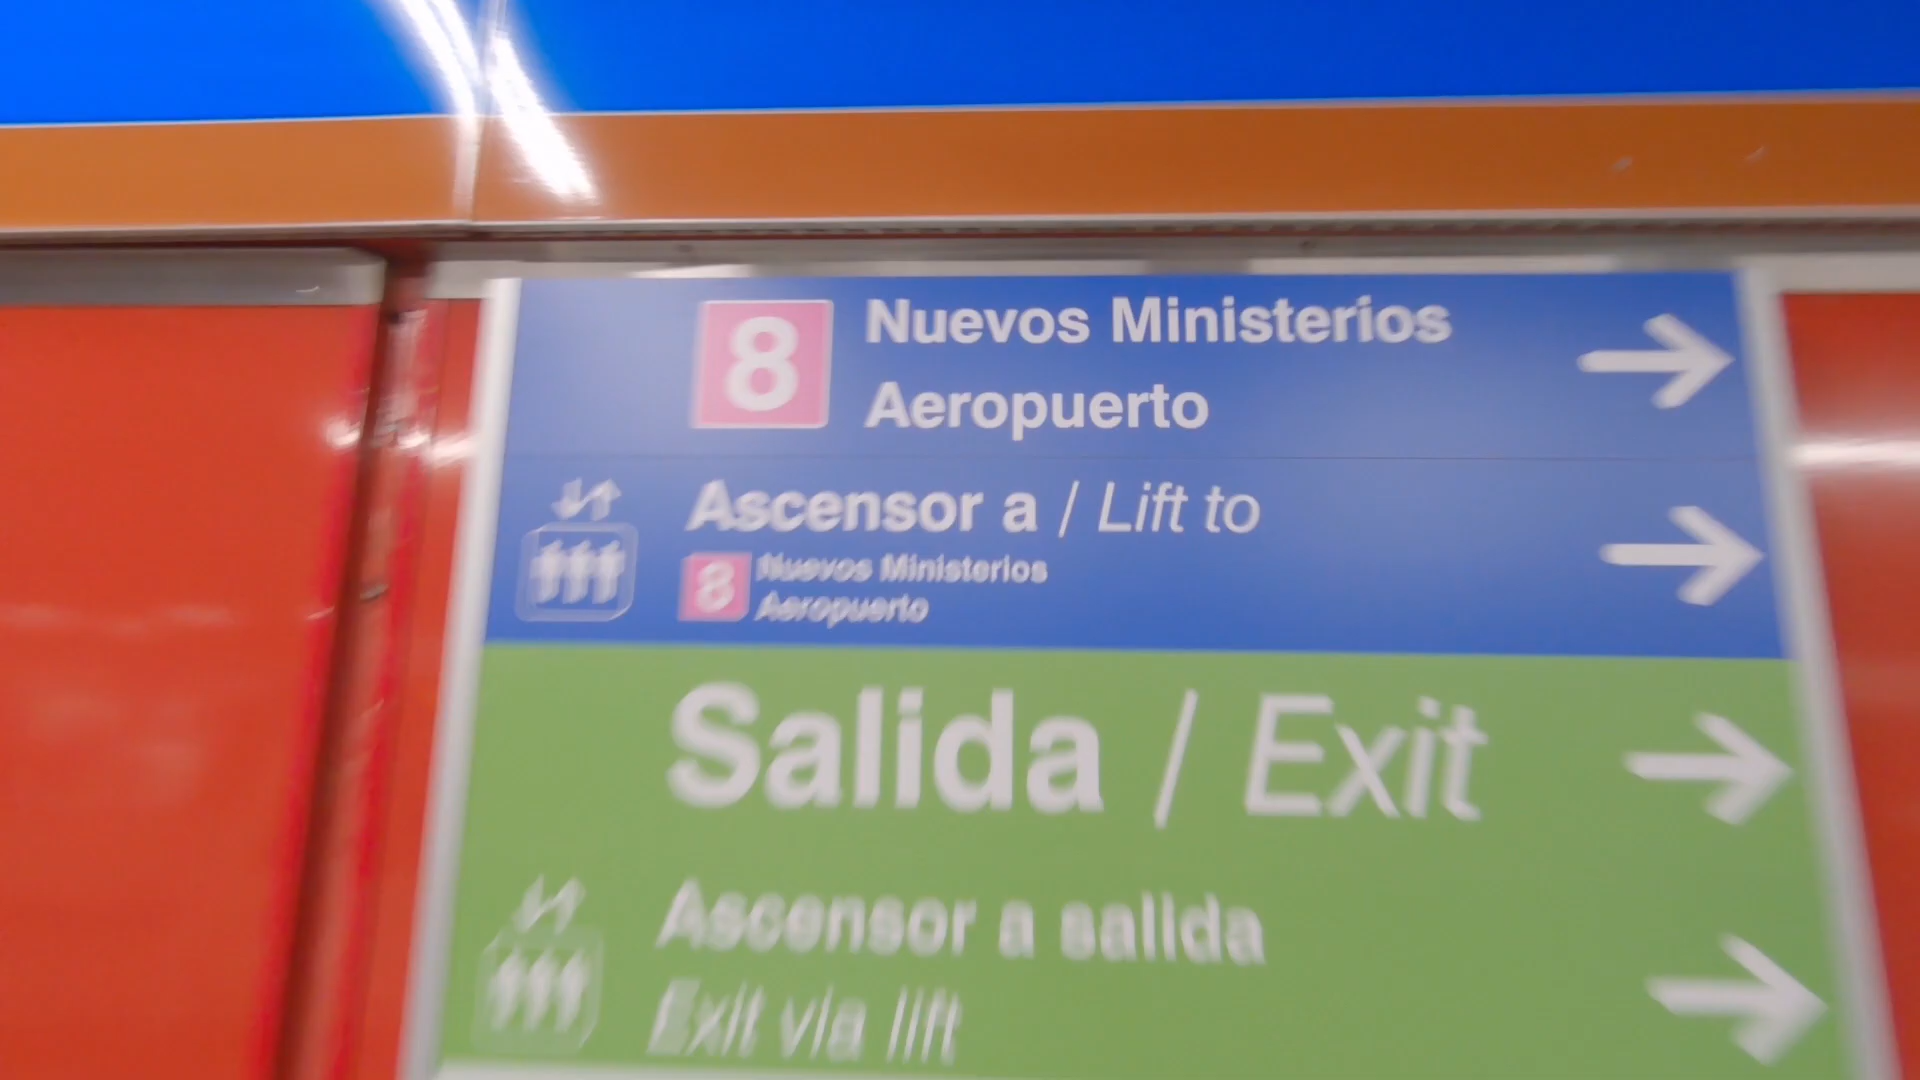 8 Nuevos Ministerios
Aeropuerto
Ascensor a / Lift to
8 Nuevos Ministerios
Aeropuerto
Salida / Exit
Ascensor a salida
Exit via lift